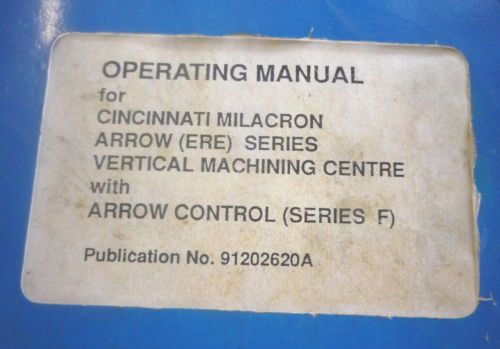 OPERATING MANUAL
for
CINCINNATI MILACRON
ARROW (ERE) SERIES
VERTICAL MACHINING CENTRE
with
ARROW CONTROL (SERIES F)
Publication No. 91202620A